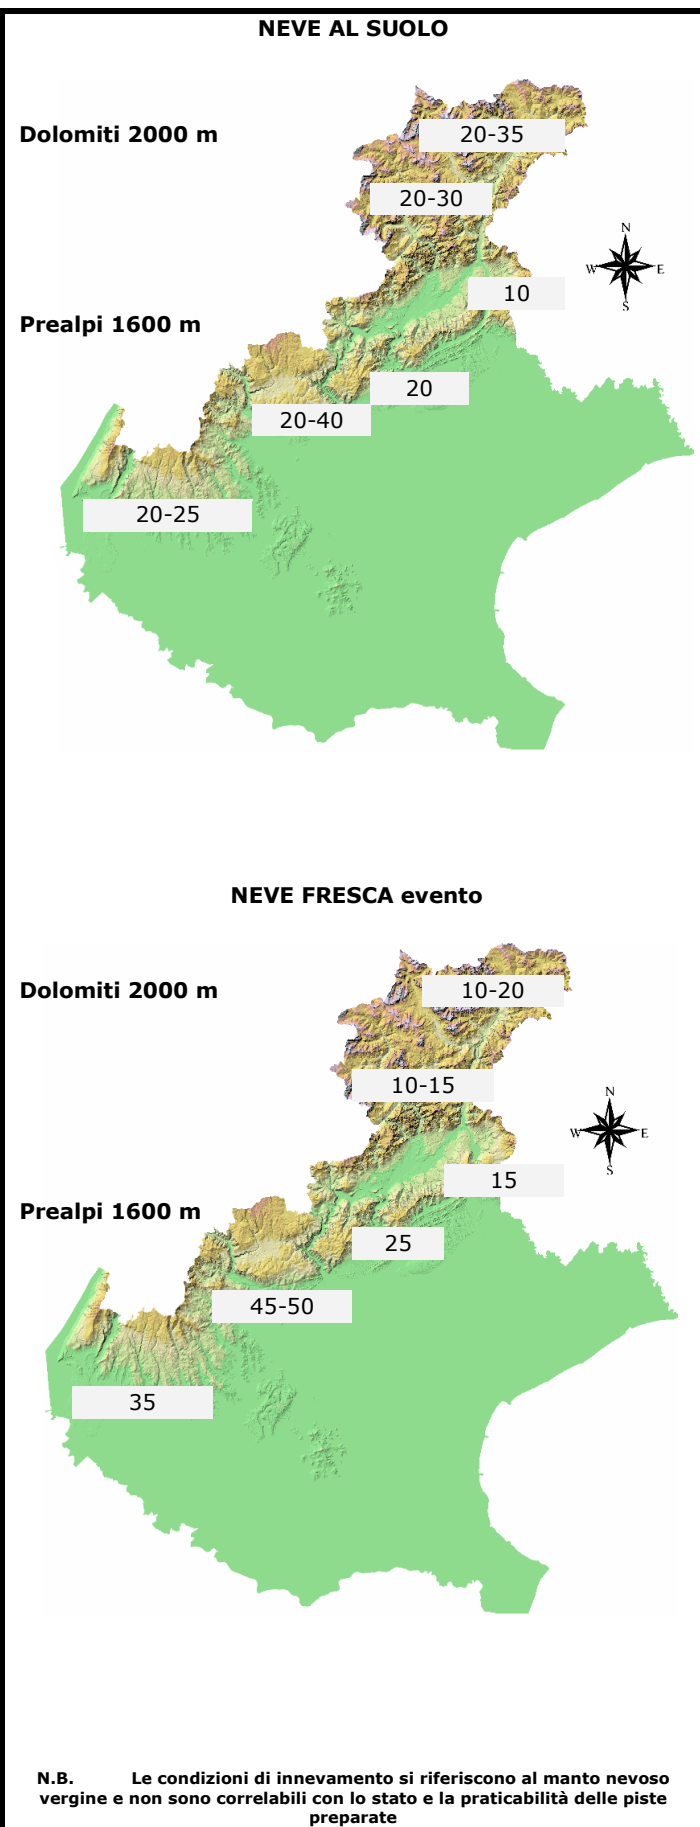 NEVE AL SUOLO
Dolomiti 2000 m
20-35
20-30
N
W E
S
10
Prealpi 1600 m
20
20-40
20-25
NEVE FRESCA evento
Dolomiti 2000 m
10-20
10-15
N
W E
S
15
Prealpi 1600 m
25
45-50
35
N.B. Le condizioni di innevamento si riferiscono al manto nevoso
vergine e non sono correlabili con lo stato e la praticabilità delle piste
preparate